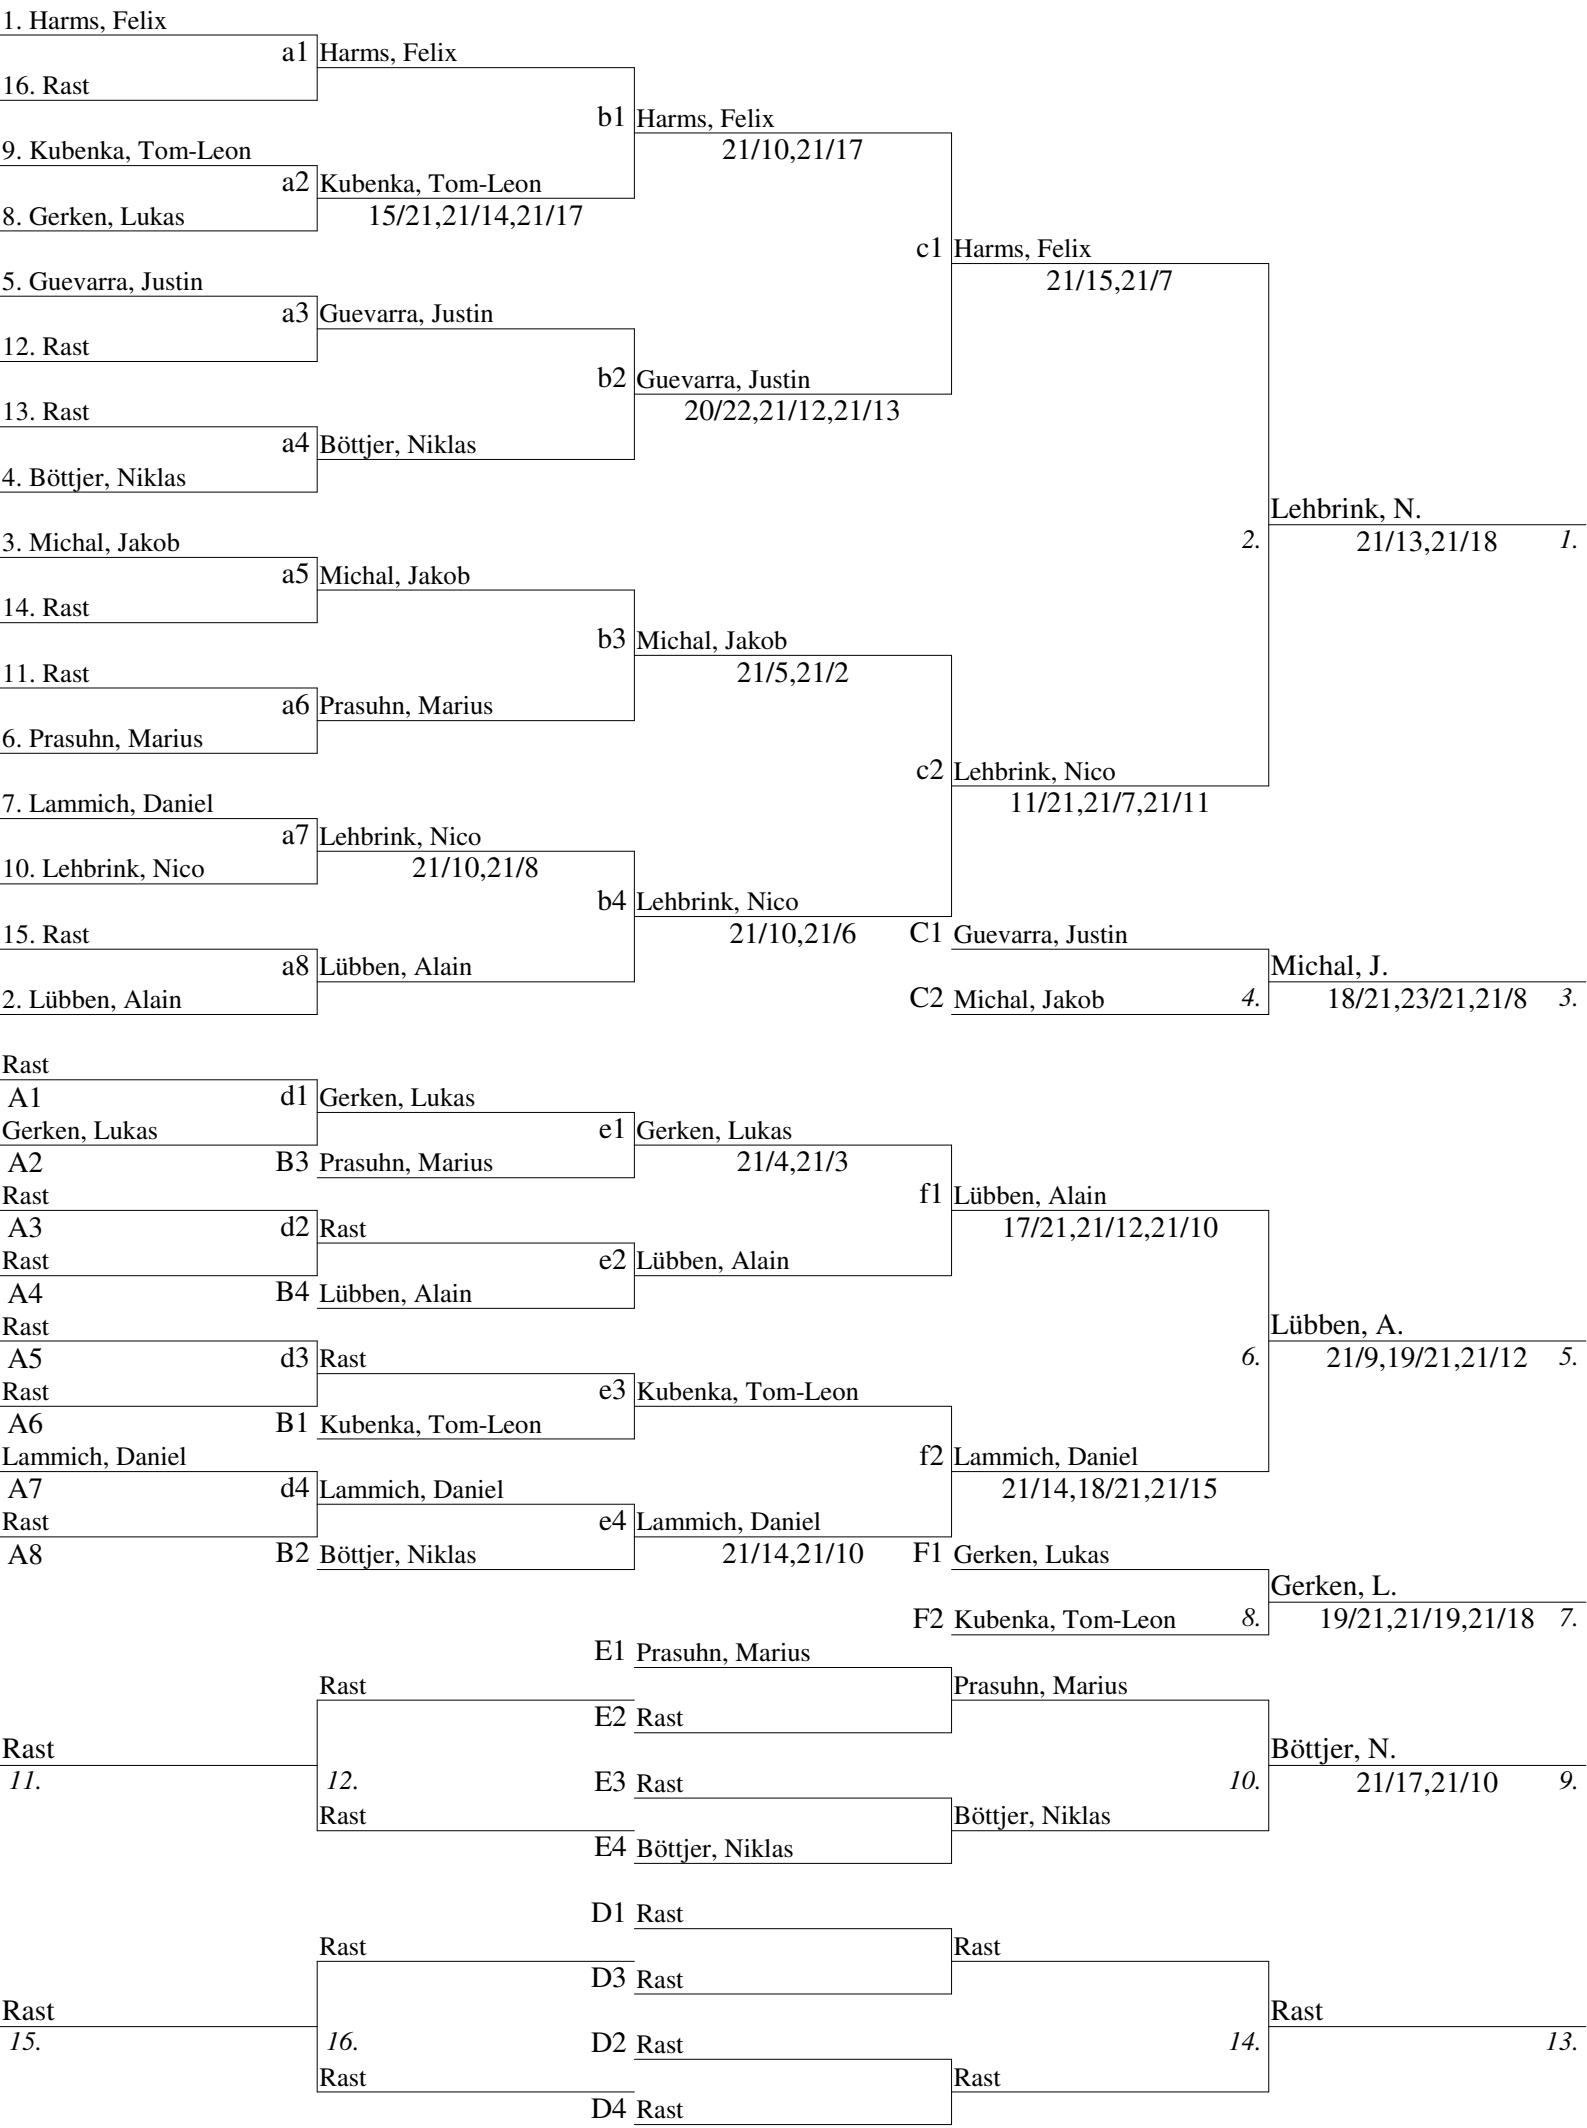 1. Harms, Felix
a1 Harms, Felix
16. Rast
b1 Harms, Felix
21/10,21/17
9. Kubenka, Tom-Leon
a2 Kubenka, Tom-Leon
15/21,21/14,21/17
8. Gerken, Lukas
c1 Harms, Felix
21/15,21/7
5. Guevarra, Justin
a3 Guevarra, Justin
12. Rast
b2 Guevarra, Justin
20/22,21/12,21/13
13. Rast
a4 Böttjer, Niklas
4. Böttjer, Niklas
Lehbrink, N.
2. 21/13,21/18 1.
3. Michal, Jakob
a5 Michal, Jakob
14. Rast
b3 Michal, Jakob
21/5,21/2
11. Rast
a6 Prasuhn, Marius
6. Prasuhn, Marius
c2 Lehbrink, Nico
11/21,21/7,21/11
7. Lammich, Daniel
a7 Lehbrink, Nico
21/10,21/8
10. Lehbrink, Nico
b4 Lehbrink, Nico
21/10,21/6
15. Rast
C1 Guevarra, Justin
a8 Lübben, Alain
Michal, J.
2. Lübben, Alain
C2 Michal, Jakob 4. 18/21,23/21,21/8 3.
Rast
A1 d1 Gerken, Lukas
Gerken, Lukas
e1 Gerken, Lukas
A2 B3 Prasuhn, Marius 21/4,21/3
Rast
f1 Lübben, Alain
A3 d2 Rast 17/21,21/12,21/10
Rast
e2 Lübben, Alain
A4 B4 Lübben, Alain
Rast
Lübben, A.
A5 d3 Rast 6. 21/9,19/21,21/12 5.
Rast
e3 Kubenka, Tom-Leon
A6 B1 Kubenka, Tom-Leon
Lammich, Daniel
f2 Lammich, Daniel
A7 d4 Lammich, Daniel 21/14,18/21,21/15
Rast
e4 Lammich, Daniel
A8 B2 Böttjer, Niklas 21/14,21/10 F1 Gerken, Lukas
Gerken, L.
F2 Kubenka, Tom-Leon 8. 19/21,21/19,21/18 7.
E1 Prasuhn, Marius
Rast
Prasuhn, Marius
E2 Rast
Rast
Böttjer, N.
11. 12. E3 Rast 10. 21/17,21/10 9.
Rast
Böttjer, Niklas
E4 Böttjer, Niklas
D1 Rast
Rast
Rast
D3 Rast
Rast
Rast
15. 16. D2 Rast 14. 13.
Rast
Rast
D4 Rast